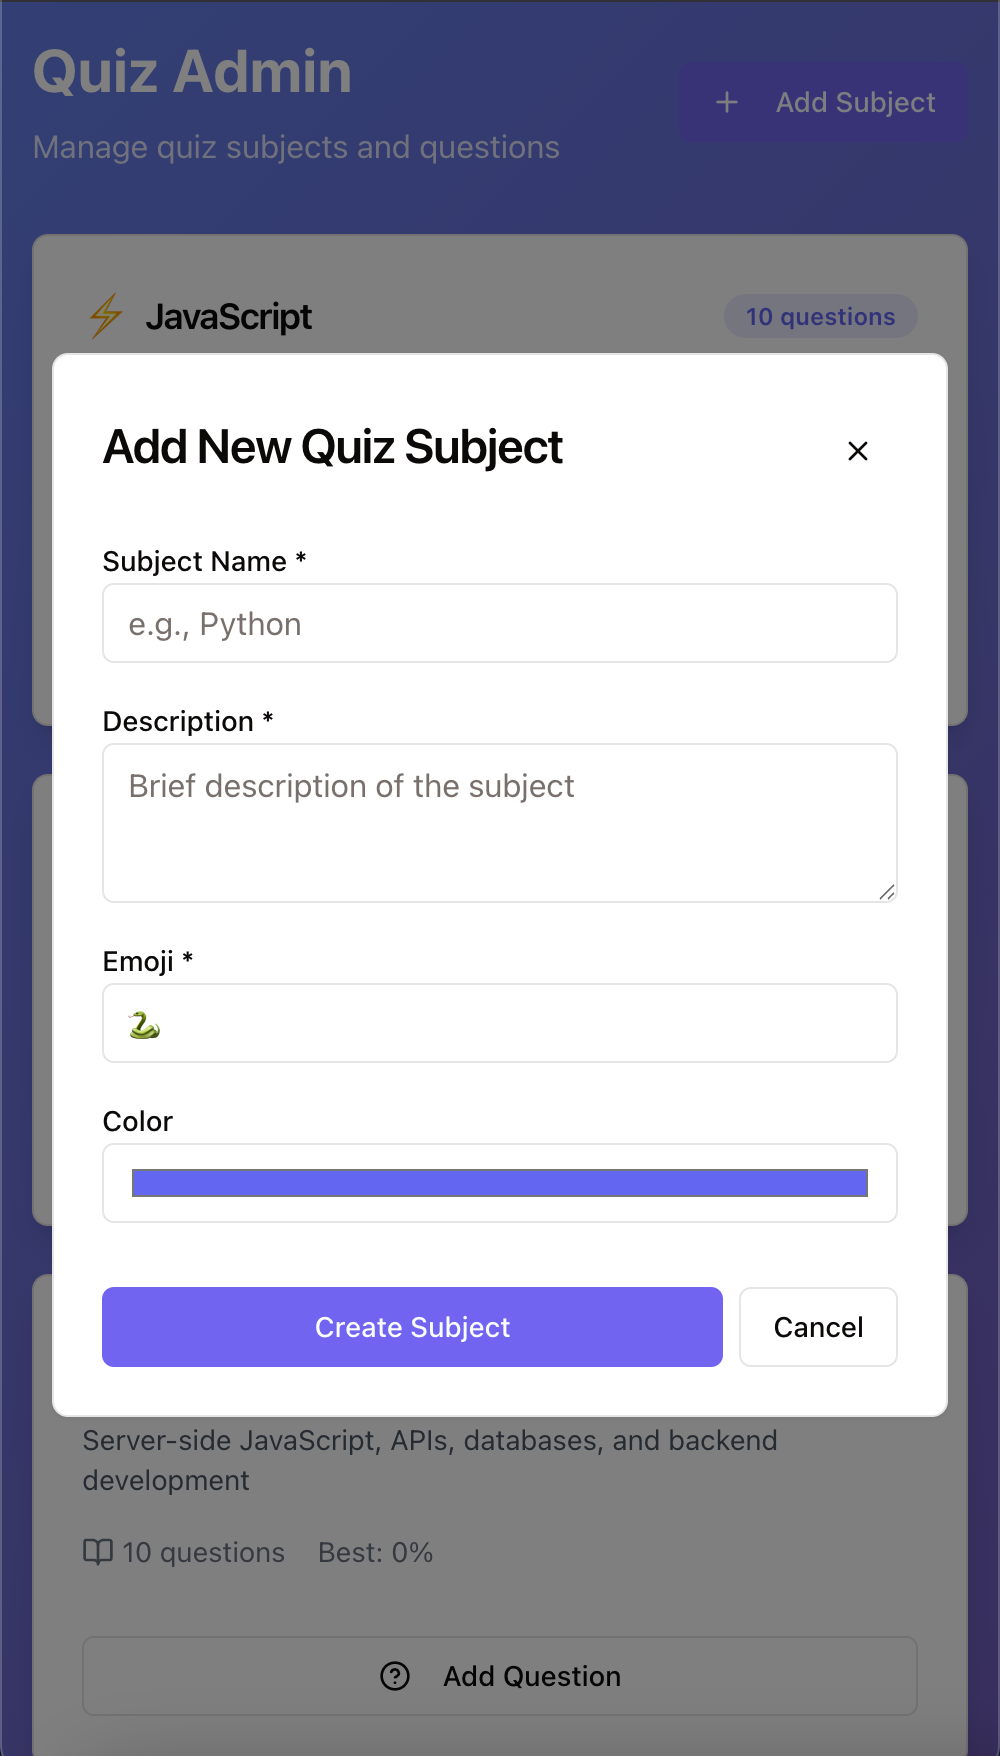 Quiz Admin
Add Subject
Manage quiz subjects and questions
JavaScript
10 questions
Add New Quiz Subject
Subject Name *
e.g., Python
Description *
Brief description of the subject
Emoji *
🐍
Color
Create Subject
Cancel
Server-side JavaScript, APIs, databases, and backend
development
10 questions Best: 0%
Add Question